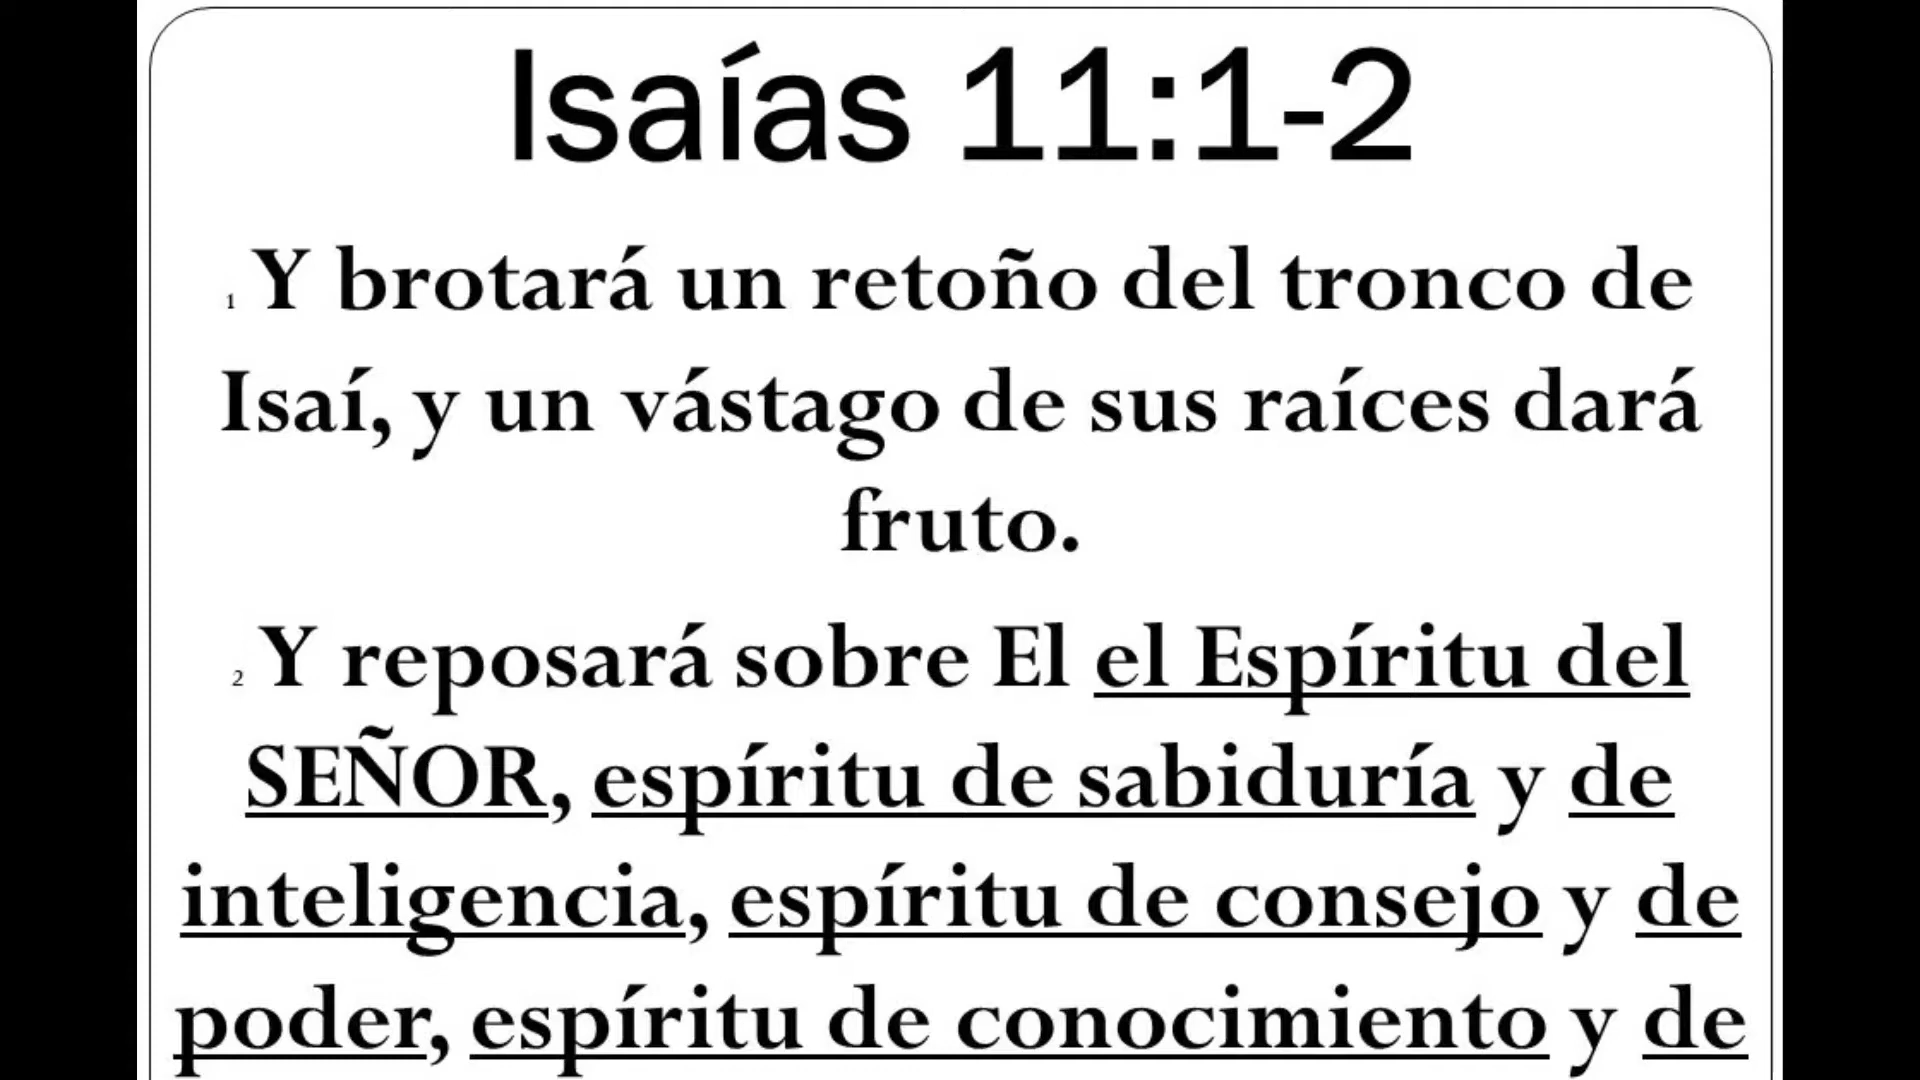 Isaías 11:1-2
1 Y brotará un retoño del tronco de
Isaí, y un vástago de sus raíces dará
fruto.
2 Y reposará sobre El el Espíritu del
SEÑOR, espíritu de sabiduría y de
inteligencia, espíritu de consejo y de
poder, espíritu de conocimiento y de